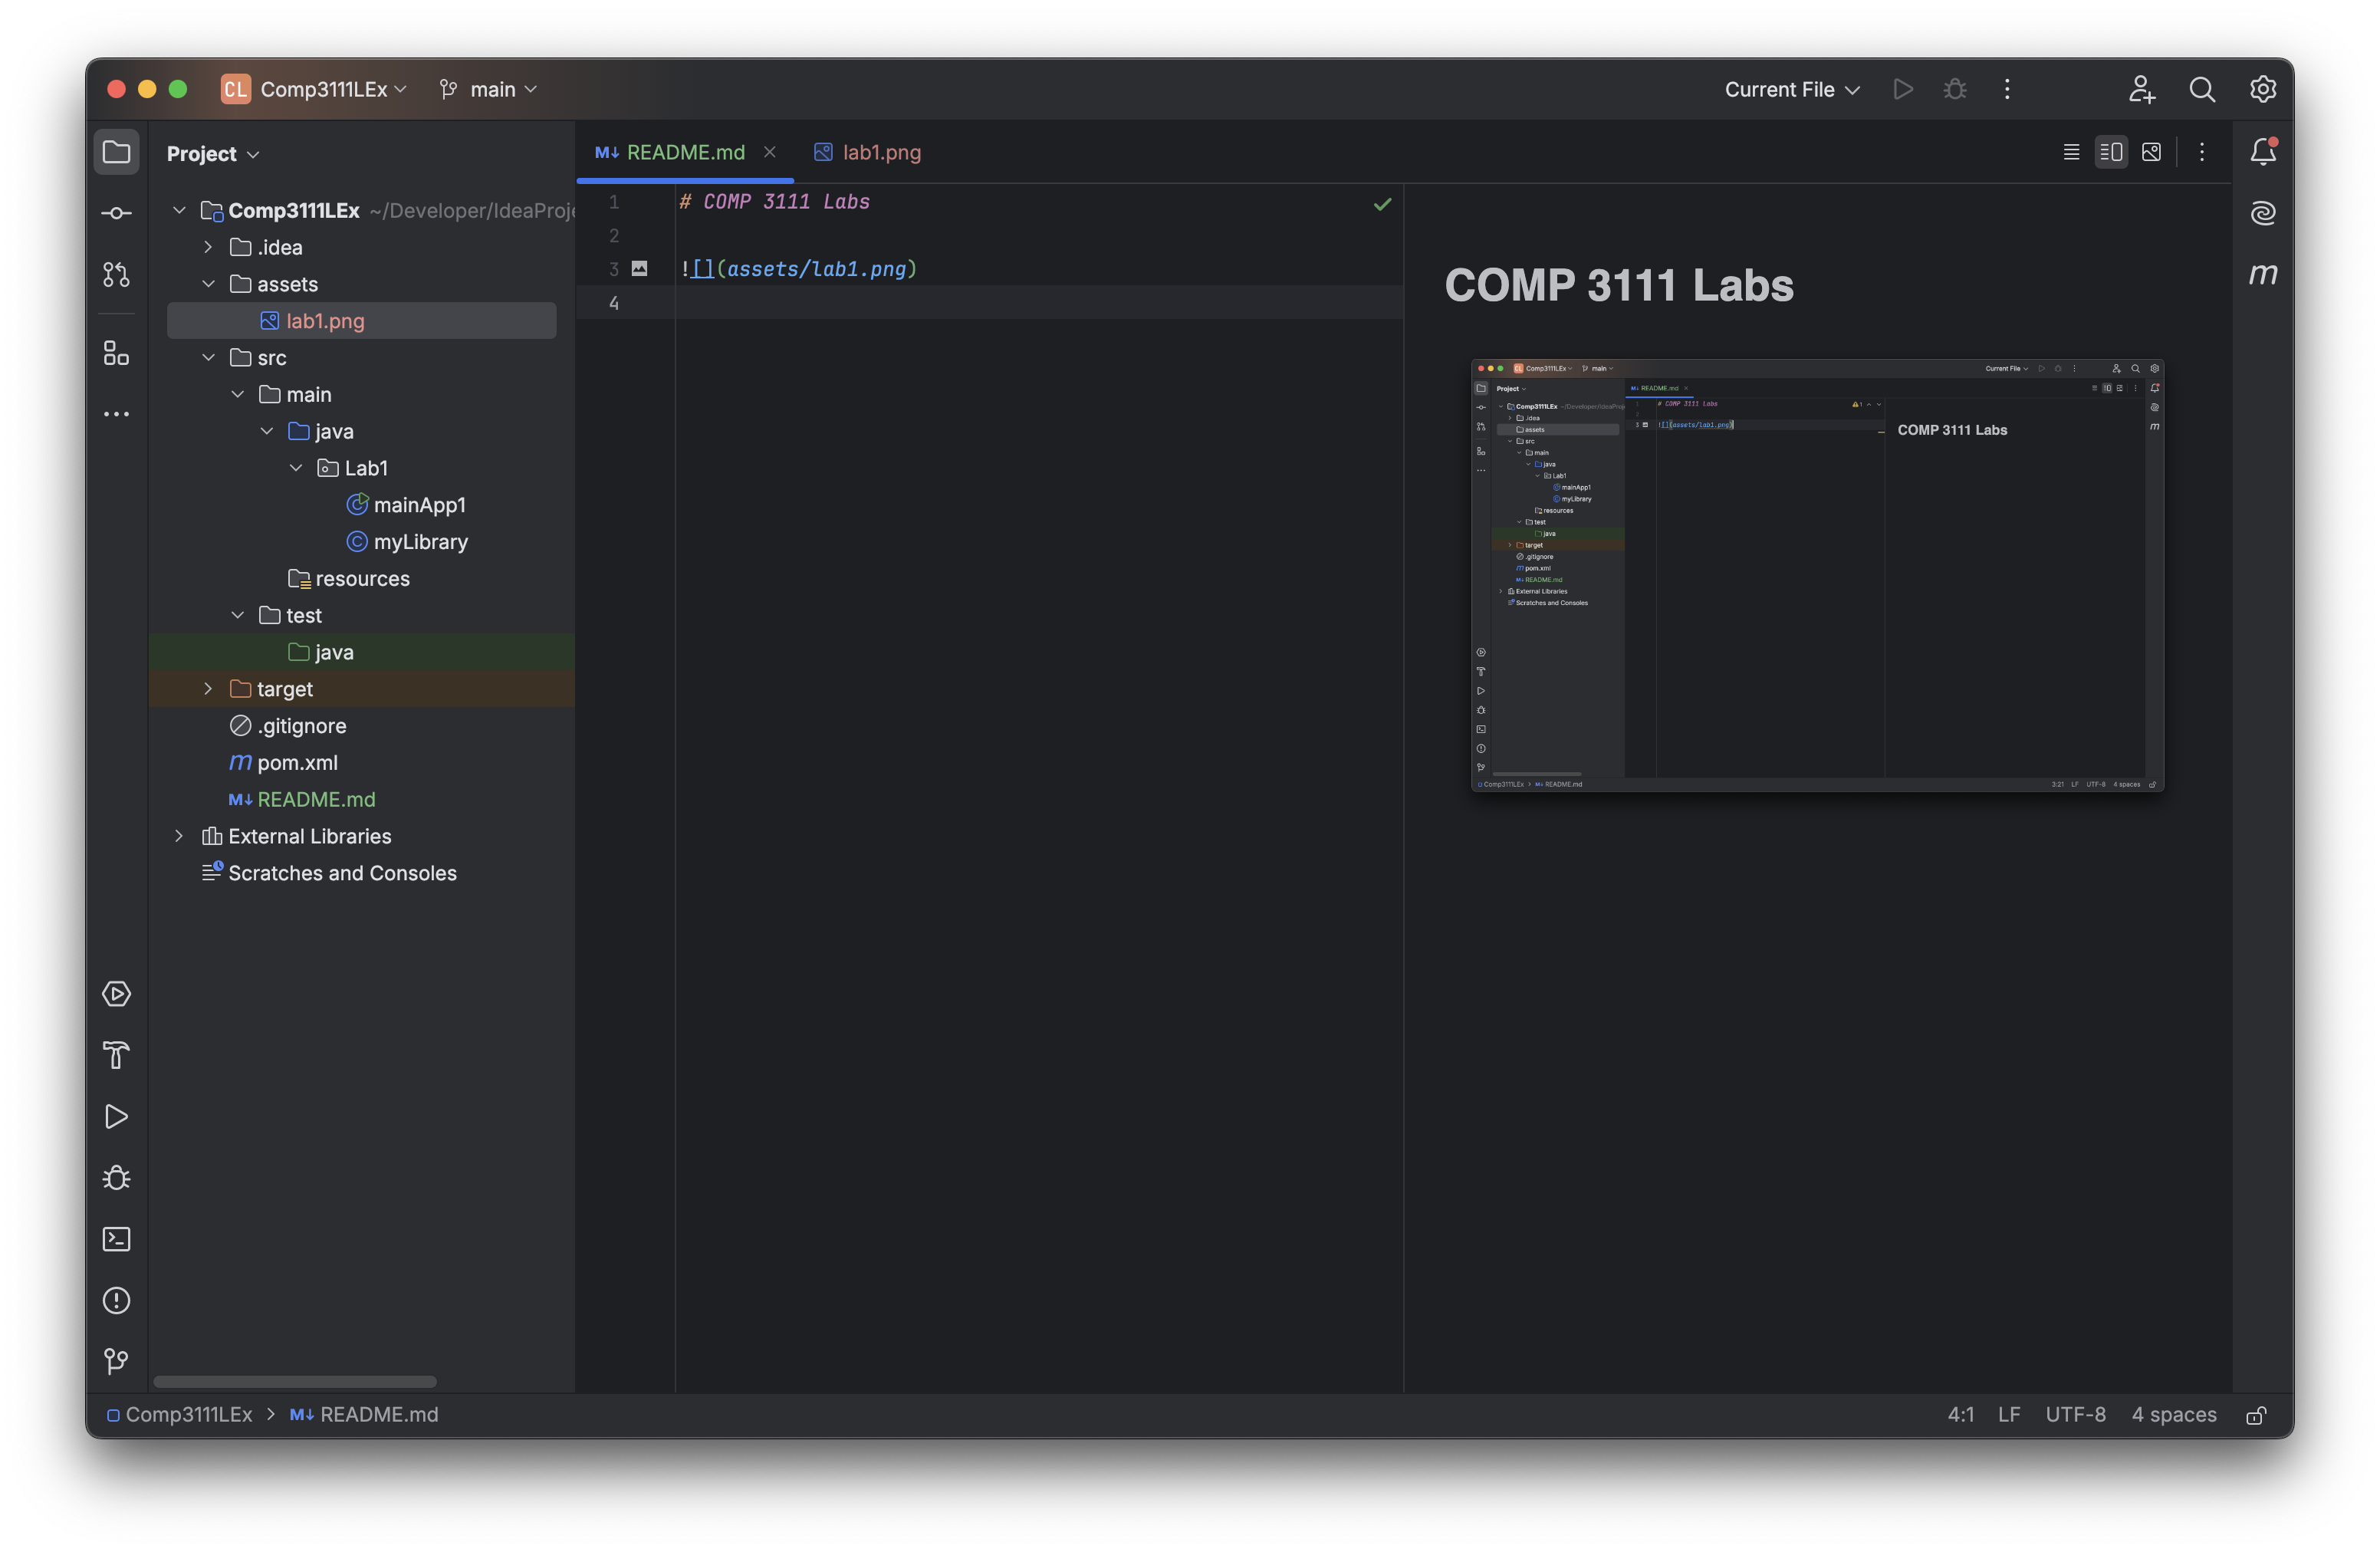 CL Comp3111LEx main Current File
Project
README.md lab1.png
Comp3111LEx ~/Developer/IdeaProje
.idea
assets
lab1.png
src
main
java
Lab1
mainApp1
myLibrary
resources
test
java
target
.gitignore
m pom.xml
M↓ README.md
External Libraries
Scratches and Consoles
1 # COMP 3111 Labs
2
3 ![](assets/lab1.png)
4
COMP 3111 Labs
CL Comp3111LEx main Current File
Project
README.md
Comp3111LEx ~/Developer/IdeaProje
.idea
assets
src
main
java
Lab1
mainApp1
myLibrary
resources
test
java
target
.gitignore
m pom.xml
M↓ README.md
External Libraries
Scratches and Consoles
# COMP 3111 Labs
1
3 ![](assets/lab1.png)
COMP 3111 Labs
Comp3111LEx > M↓ README.md 3:21 LF UTF-8 4 spaces
Comp3111LEx > M↓ README.md 4:1 LF UTF-8 4 spaces